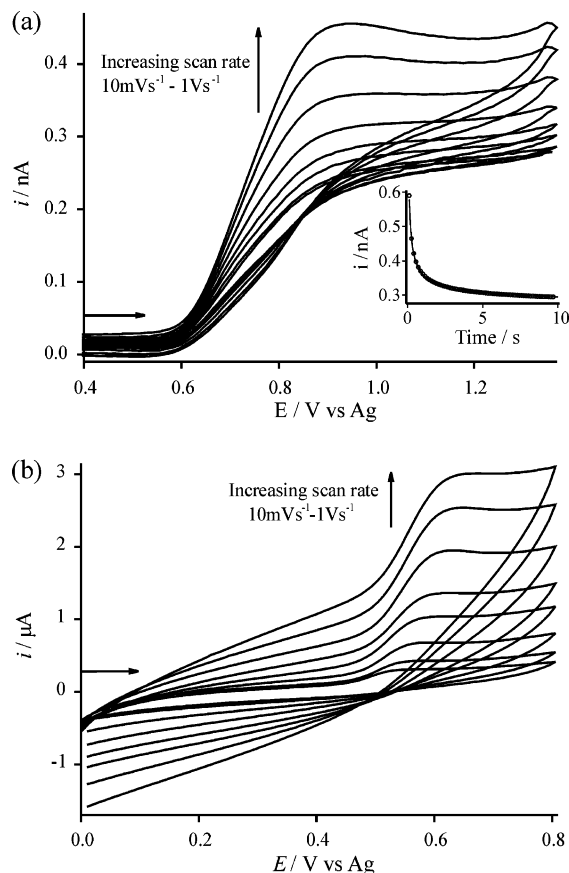 (a)
Increasing scan rate
10mVs⁻¹ - 1Vs⁻¹
i / nA
0.4
0.3
0.2
0.1
0.0
0.4 0.6 0.8 1.0 1.2
E / V vs Ag
i / nA
0.6
0.5
0.4
0.3
0 5 10
Time / s
(b)
Increasing scan rate
10mVs⁻¹-1Vs⁻¹
i / μA
3
2
1
0
-1
0.0 0.2 0.4 0.6 0.8
E / V vs Ag